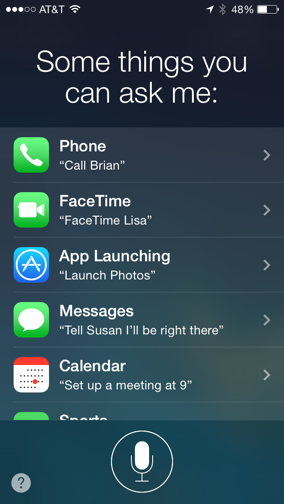 AT&T 48%
Some things you
can ask me:
Phone
“Call Brian”
FaceTime
“FaceTime Lisa”
App Launching
“Launch Photos”
Messages
“Tell Susan I'll be right there”
Calendar
“Set up a meeting at 9”
Sports
?